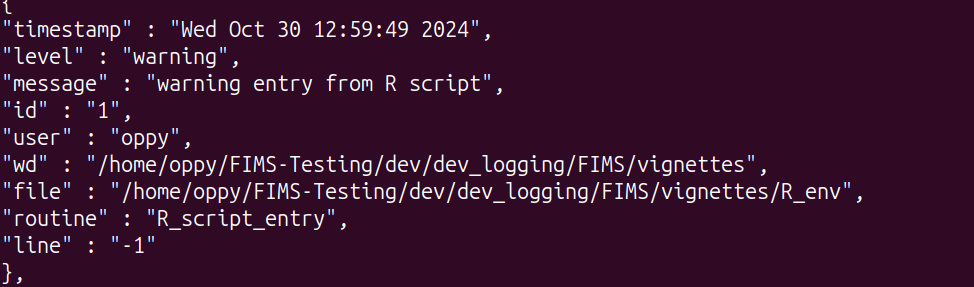 {
"timestamp" : "Wed Oct 30 12:59:49 2024",
"level" : "warning",
"message" : "warning entry from R script",
"id" : "1",
"user" : "oppy",
"wd" : "/home/oppy/FIMS-Testing/dev/dev_logging/FIMS/vignettes",
"file" : "/home/oppy/FIMS-Testing/dev/dev_logging/FIMS/vignettes/R_env",
"routine" : "R_script_entry",
"line" : "-1"
},